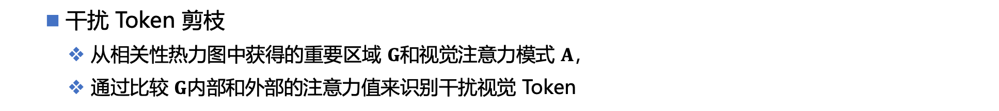 干扰 Token 剪枝
从相关性热力图中获得的重要区域 G和视觉注意力模式 A，
通过比较 G内部和外部的注意力值来识别干扰视觉 Token